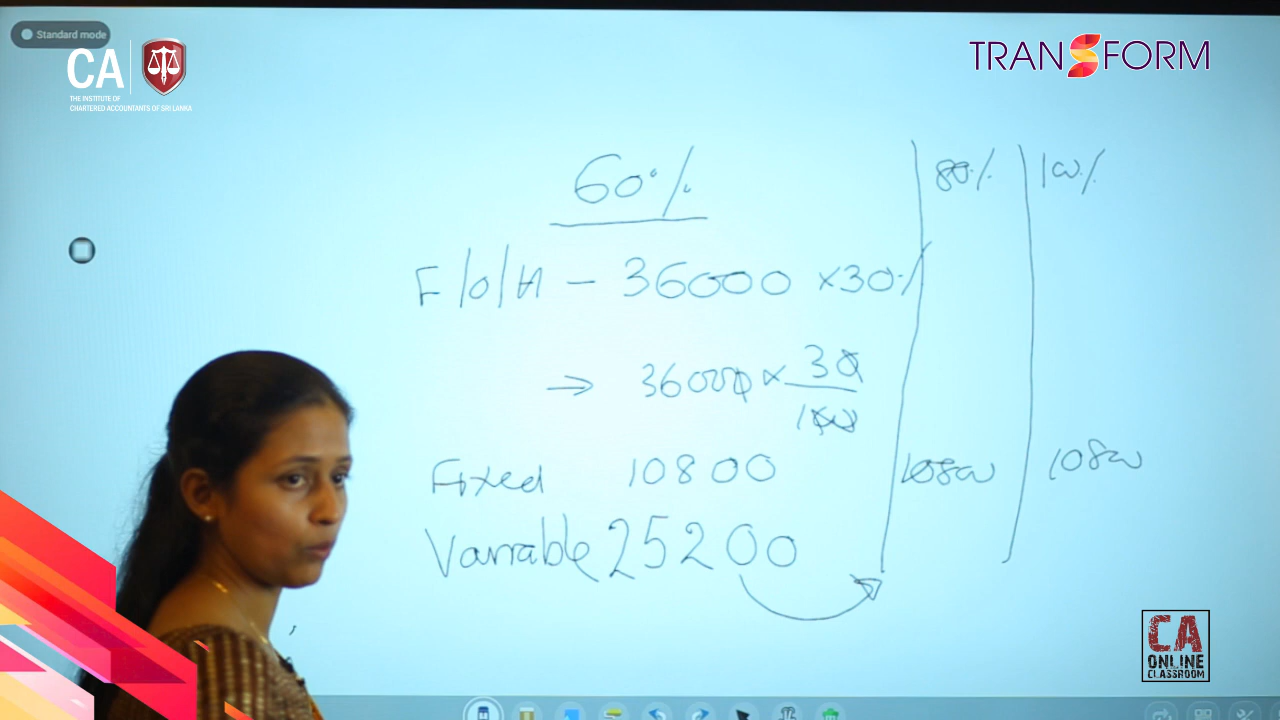 Standard mode
CA
THE INSTITUTE OF
CHARTERED ACCOUNTANTS OF SRI LANKA
TRANSFORM
60%
80%
100%
F/O/H - 36000 ×30%
→ 36000 × 30/100
Fixed 10800
10800
10800
Variable 25200
CA
ONLINE
CLASSROOM